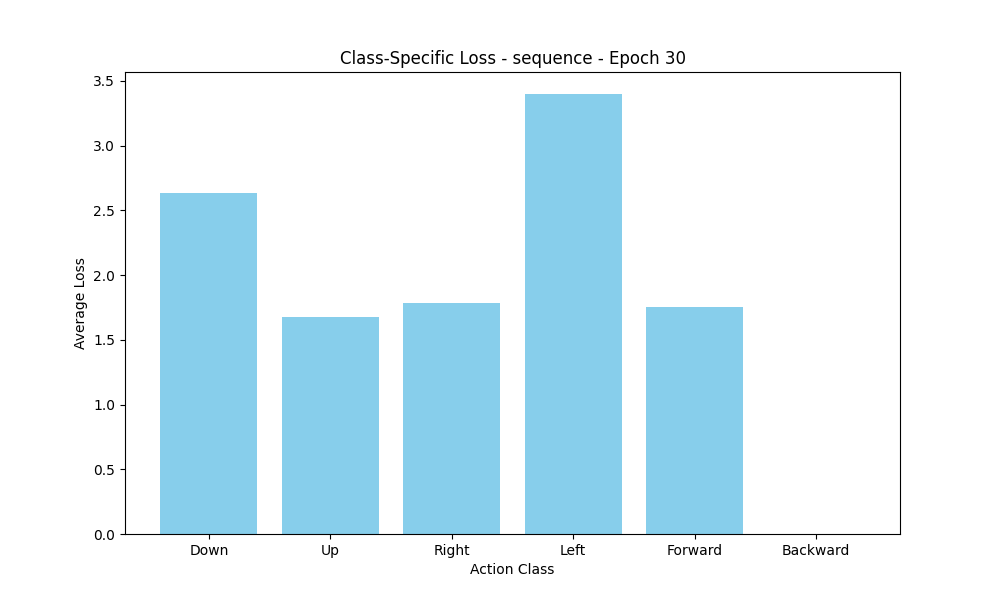 Class-Specific Loss - sequence - Epoch 30
3.5
3.0
2.5
2.0
1.5
1.0
0.5
0.0
Average Loss
Down Up Right Left Forward Backward
Action Class